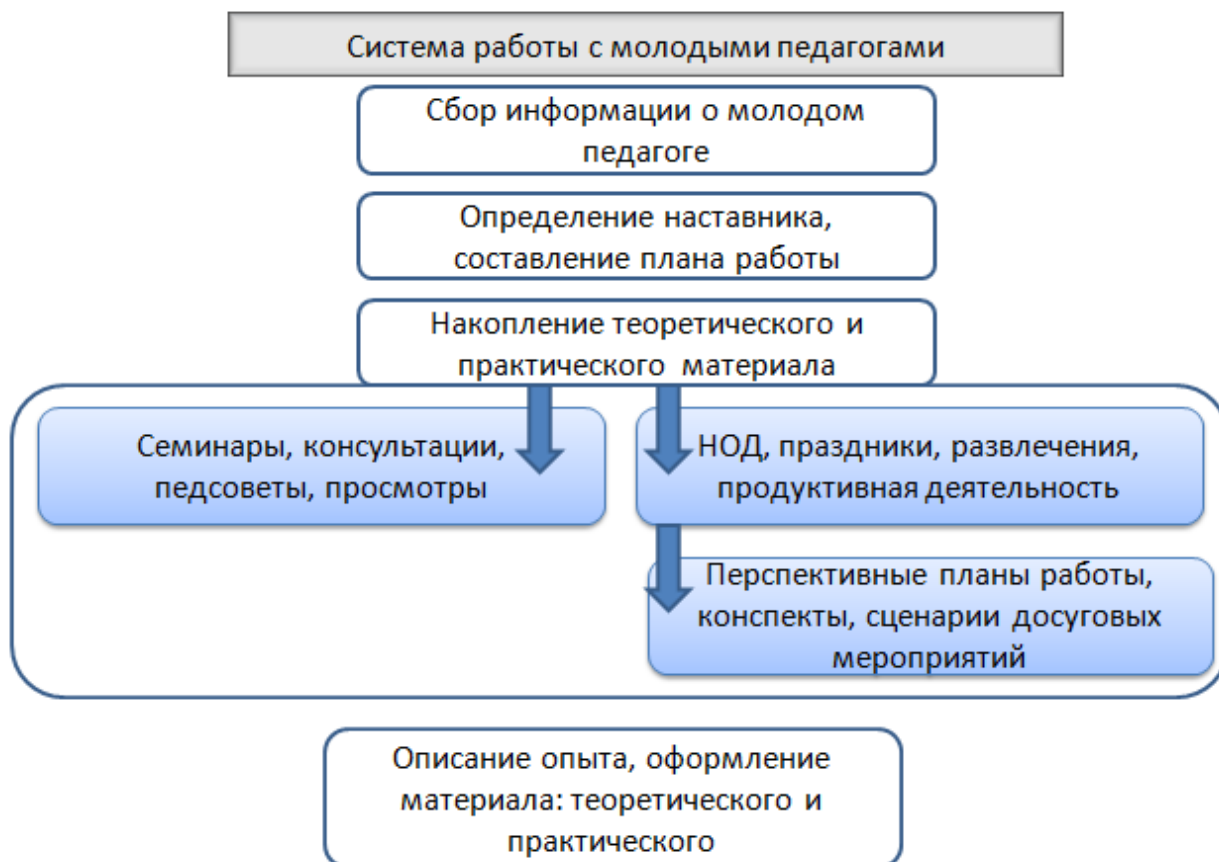 Система работы с молодыми педагогами
Сбор информации о молодом
педагоге
Определение наставника,
составление плана работы
Накопление теоретического и
практического материала
Семинары, консультации,
педсоветы, просмотры
НОД, праздники, развлечения,
продуктивная деятельность
Перспективные планы работы,
конспекты, сценарии досуговых
мероприятий
Описание опыта, оформление
материала: теоретического и
практического